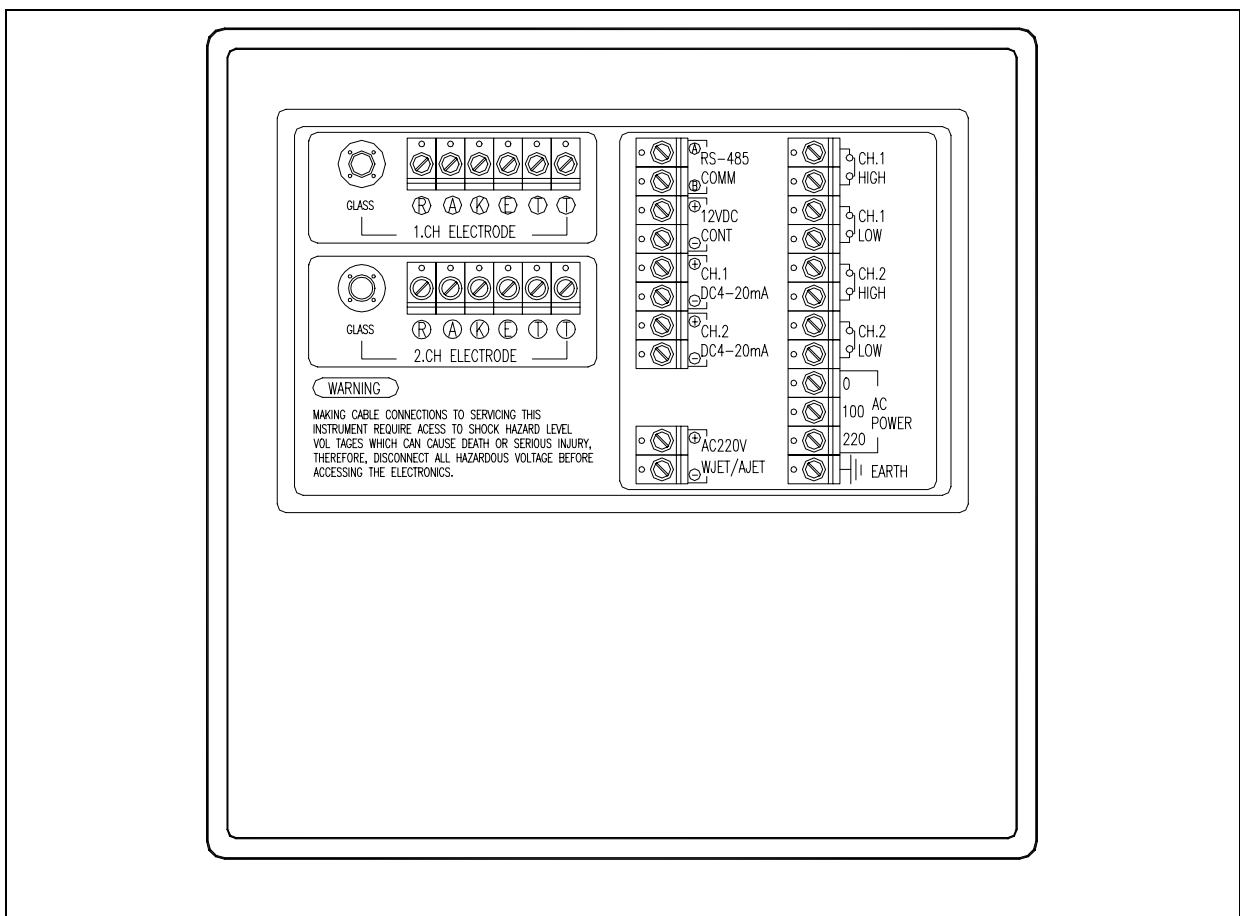 GLASS
R A K E T T
1.CH ELECTRODE
GLASS
R A K E T T
2.CH ELECTRODE
WARNING
MAKING CABLE CONNECTIONS TO SERVICING THIS
INSTRUMENT REQUIRE ACESS TO SHOCK HAZARD LEVEL
VOL TAGES WHICH CAN CAUSE DEATH OR SERIOUS INJURY,
THEREFORE, DISCONNECT ALL HAZARDOUS VOLTAGE BEFORE
ACCESSING THE ELECTRONICS.
A
RS-485
COMM
B
+
12VDC
CONT
−
+
CH.1
DC4-20mA
−
+
CH.2
DC4-20mA
−
+
AC220V
WJET/AJET
−
CH.1
HIGH
CH.1
LOW
CH.2
HIGH
CH.2
LOW
0
100
220
AC
POWER
EARTH